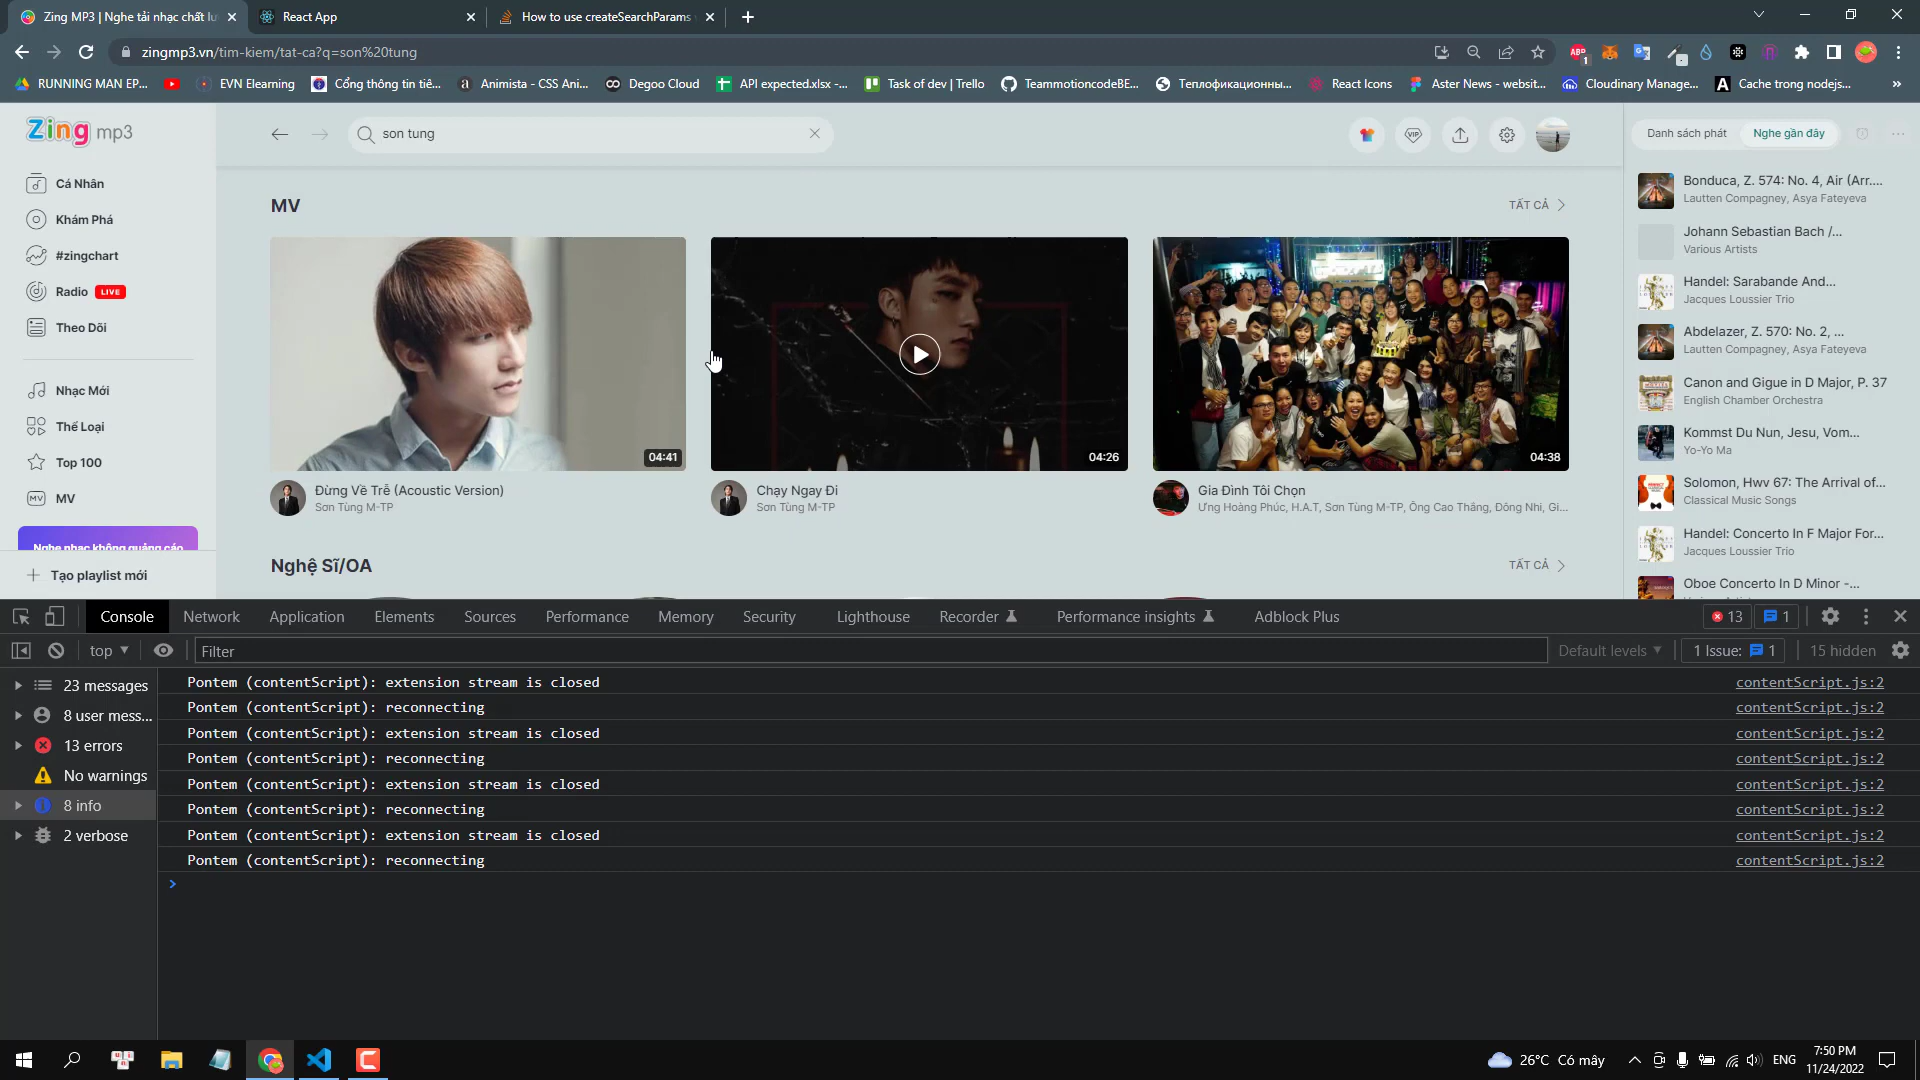 Zing MP3 | Nghe tải nhạc chất lư
React App
How to use createSearchParams
zingmp3.vn/tim-kiem/tat-ca?q=son%20tung
RUNNING MAN EP...
EVN Elearning
Cổng thông tin tiê...
Animista - CSS Ani...
Degoo Cloud
API expected.xlsx -...
Task of dev | Trello
TeammotioncodeBE...
Теплофикационны...
React Icons
Aster News - websit...
Cloudinary Manage...
Cache trong nodejs...
Zing mp3
son tung
VIP
Danh sách phát
Nghe gần đây
Cá Nhân
Khám Phá
#zingchart
Radio LIVE
Theo Dõi
Nhạc Mới
Thể Loại
Top 100
MV
Nghe nhạc không quảng cáo
Tạo playlist mới
MV
TẤT CẢ
04:41
04:26
04:38
Đừng Về Trễ (Acoustic Version)
Sơn Tùng M-TP
Chạy Ngay Đi
Sơn Tùng M-TP
Gia Đình Tôi Chọn
Ưng Hoàng Phúc, H.A.T, Sơn Tùng M-TP, Ông Cao Thắng, Đông Nhi, Gi...
Nghệ Sĩ/OA
TẤT CẢ
Bonduca, Z. 574: No. 4, Air (Arr....
Lautten Compagney, Asya Fateyeva
Johann Sebastian Bach /...
Various Artists
Handel: Sarabande And...
Jacques Loussier Trio
Abdelazer, Z. 570: No. 2, ...
Lautten Compagney, Asya Fateyeva
Canon and Gigue in D Major, P. 37
English Chamber Orchestra
Kommst Du Nun, Jesu, Vom...
Yo-Yo Ma
Solomon, Hwv 67: The Arrival of...
Classical Music Songs
Handel: Concerto In F Major For...
Jacques Loussier Trio
Oboe Concerto In D Minor -...
Console
Network
Application
Elements
Sources
Performance
Memory
Security
Lighthouse
Recorder
Performance insights
Adblock Plus
13
1
top
Filter
Default levels
1 Issue: 1
15 hidden
23 messages
8 user mess...
13 errors
No warnings
8 info
2 verbose
Pontem (contentScript): extension stream is closed contentScript.js:2
Pontem (contentScript): reconnecting contentScript.js:2
Pontem (contentScript): extension stream is closed contentScript.js:2
Pontem (contentScript): reconnecting contentScript.js:2
Pontem (contentScript): extension stream is closed contentScript.js:2
Pontem (contentScript): reconnecting contentScript.js:2
Pontem (contentScript): extension stream is closed contentScript.js:2
Pontem (contentScript): reconnecting contentScript.js:2
26°C Có mây
ENG
7:50 PM
11/24/2022